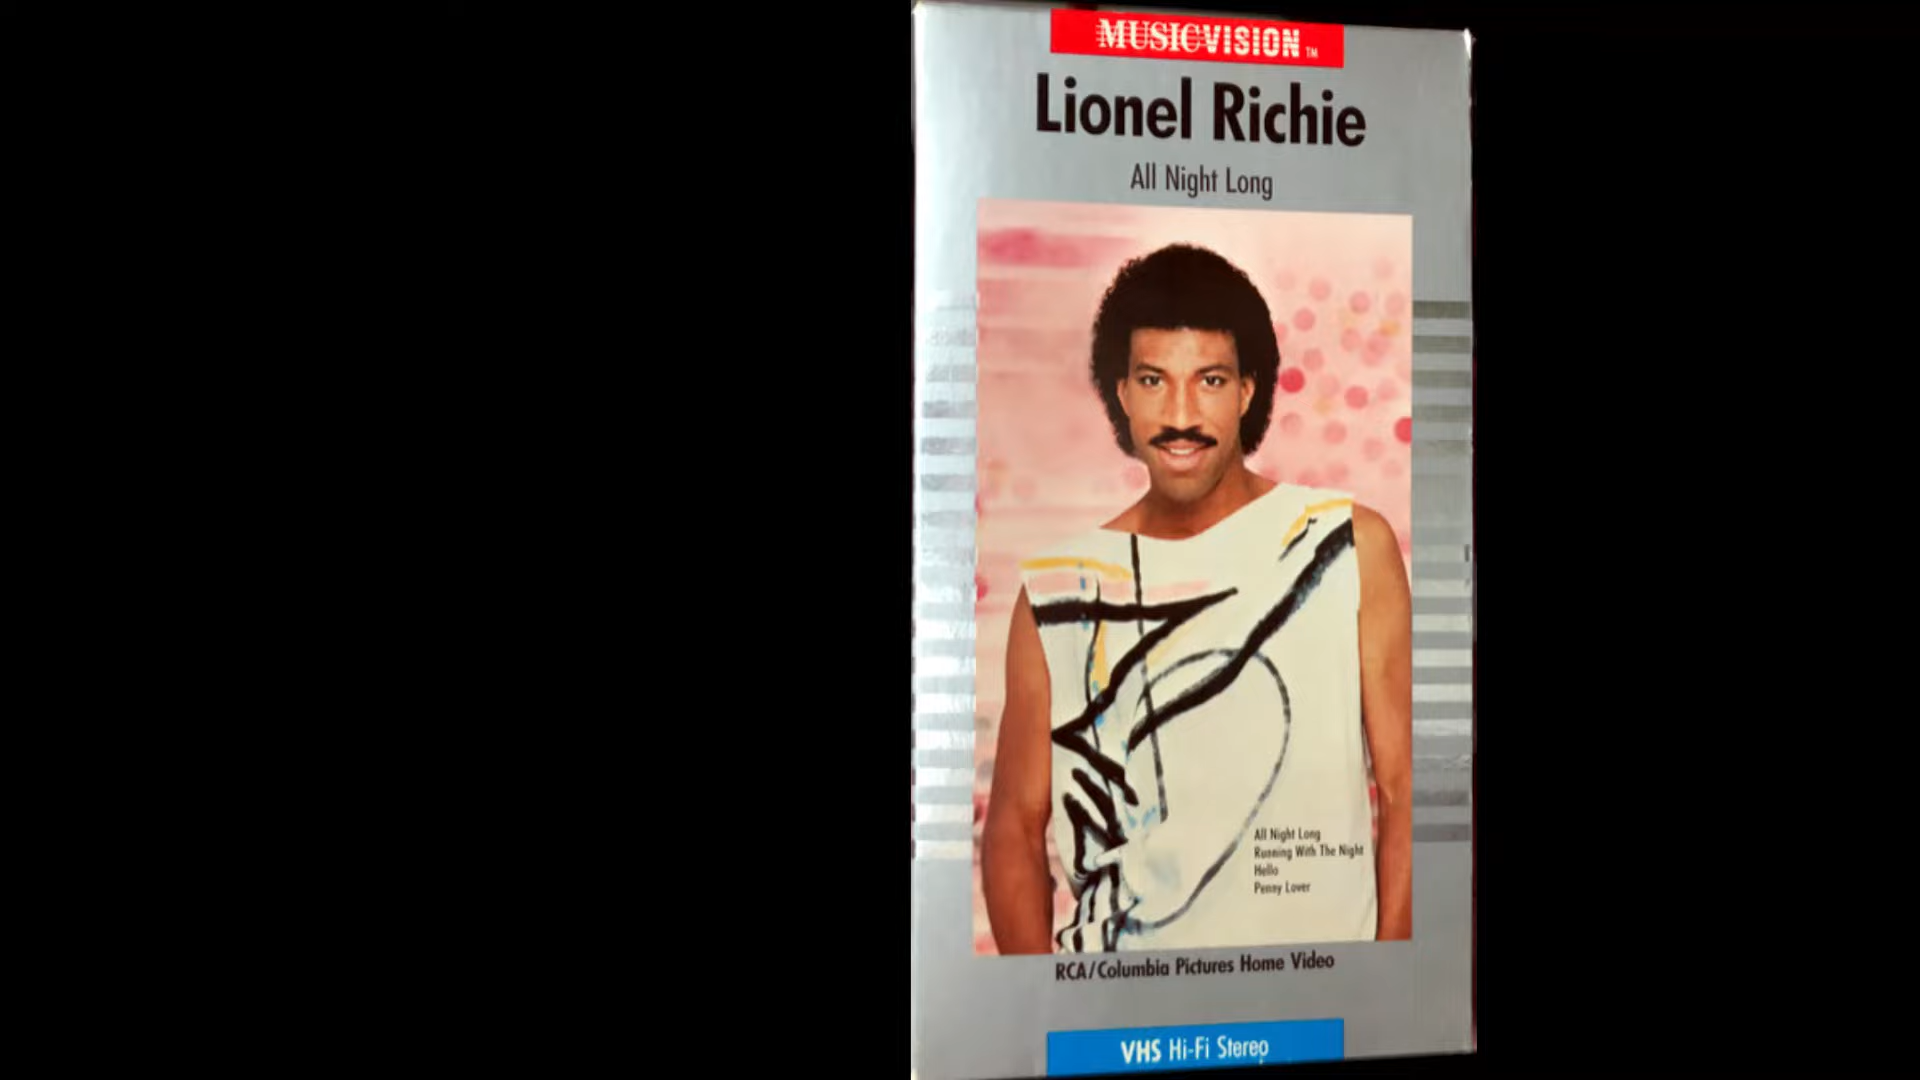 MUSICVISION TM
Lionel Richie
All Night Long
All Night Long
Running With The Night
Hello
Penny Lover
RCA/Columbia Pictures Home Video
VHS Hi-Fi Stereo